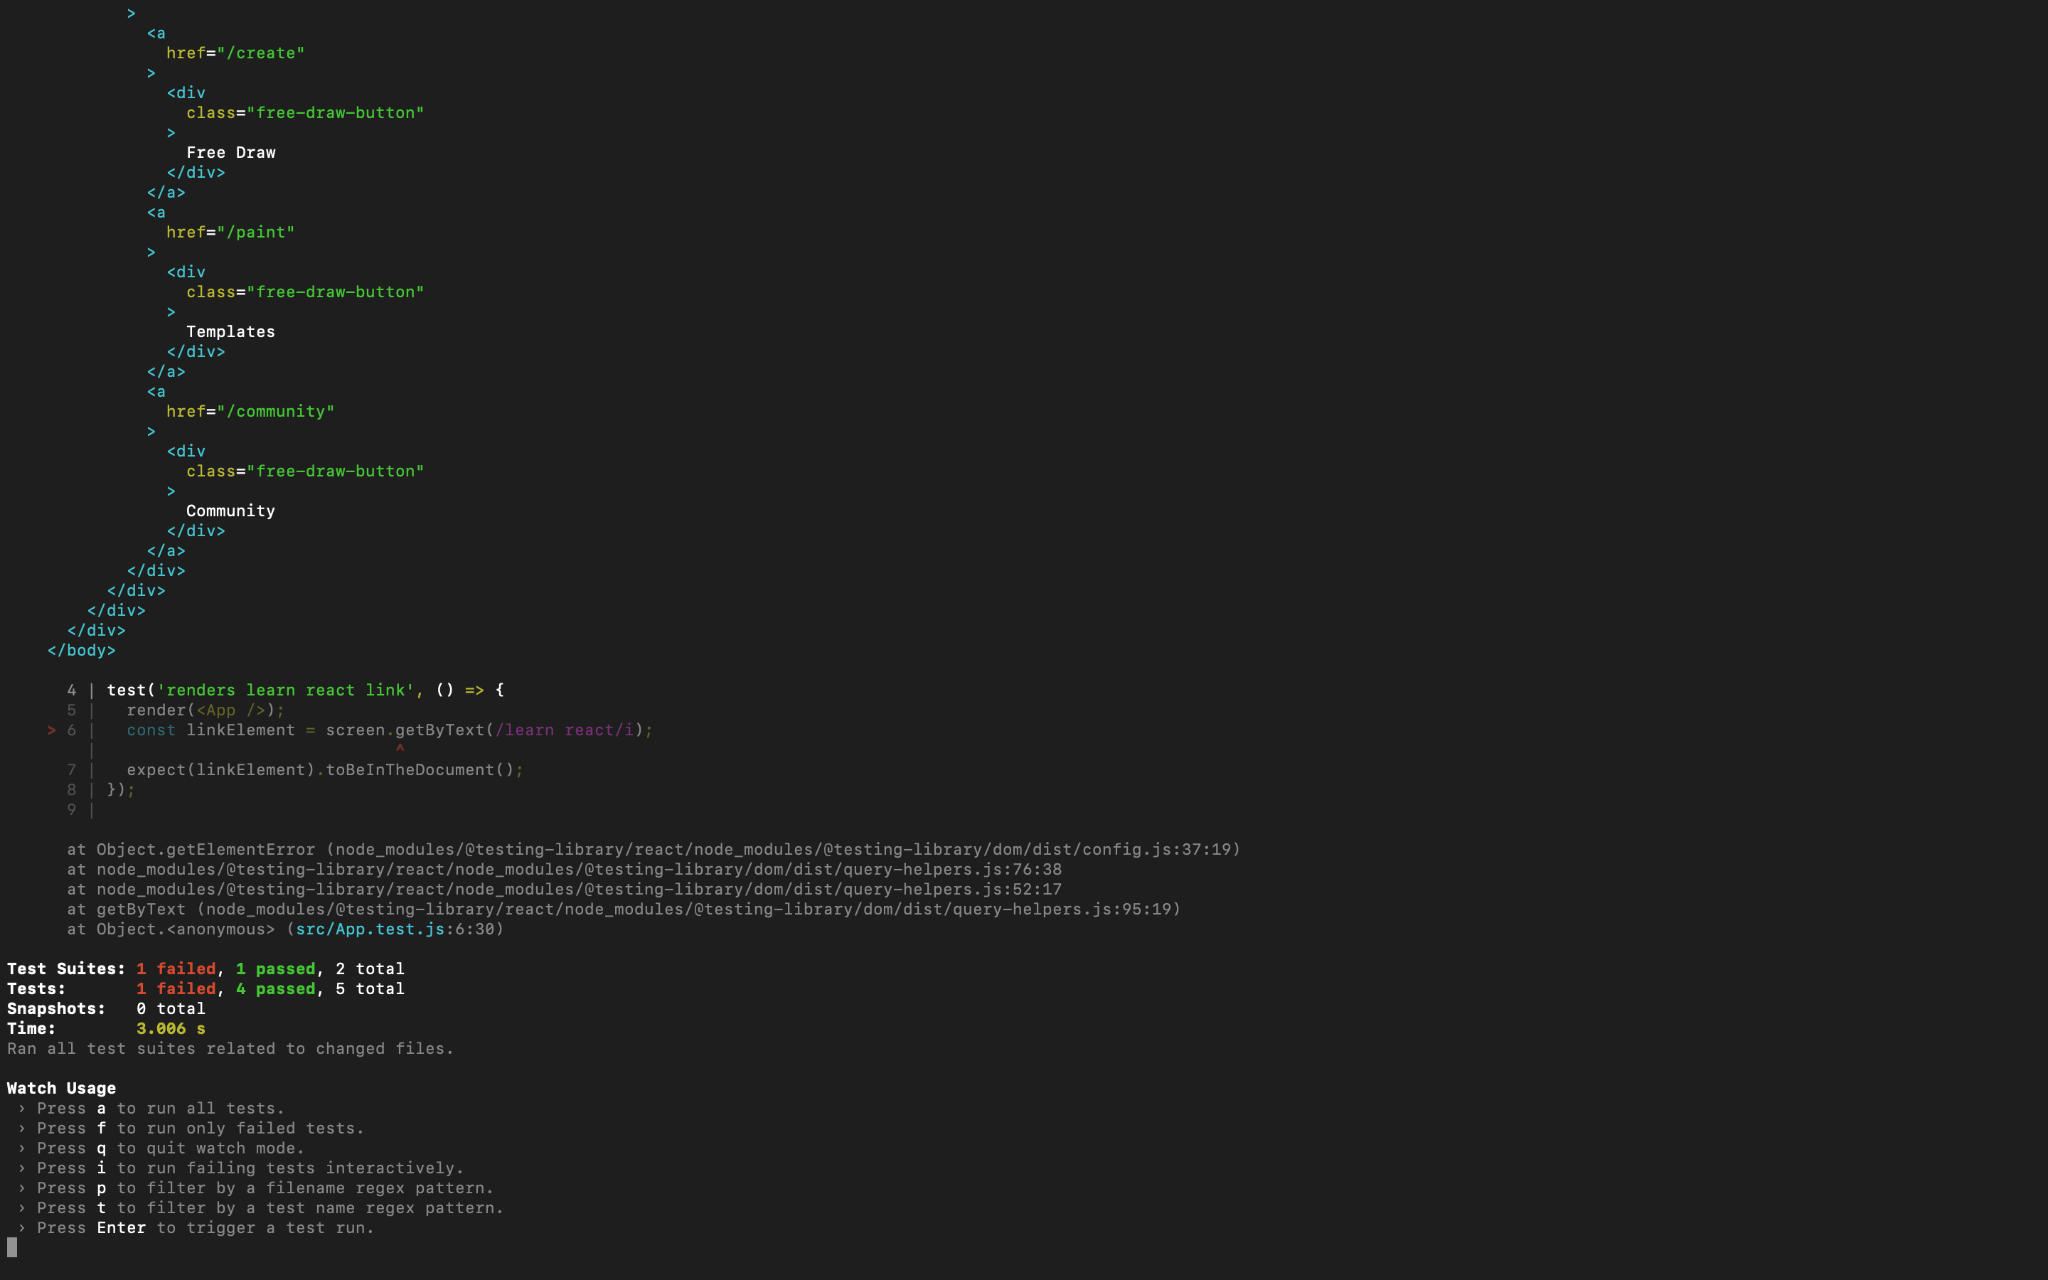 >
<a
href="/create"
>
<div
class="free-draw-button"
>
Free Draw
</div>
</a>
<a
href="/paint"
>
<div
class="free-draw-button"
>
Templates
</div>
</a>
<a
href="/community"
>
<div
class="free-draw-button"
>
Community
</div>
</a>
</div>
</div>
</div>
</div>
</body>
4 | test('renders learn react link', () => {
5 |   render(<App />);
> 6 |   const linkElement = screen.getByText(/learn react/i);
|                              ^
7 |   expect(linkElement).toBeInTheDocument();
8 | });
9 |
at Object.getElementError (node_modules/@testing-library/react/node_modules/@testing-library/dom/dist/config.js:37:19)
at node_modules/@testing-library/react/node_modules/@testing-library/dom/dist/query-helpers.js:76:38
at node_modules/@testing-library/react/node_modules/@testing-library/dom/dist/query-helpers.js:52:17
at getByText (node_modules/@testing-library/react/node_modules/@testing-library/dom/dist/query-helpers.js:95:19)
at Object.<anonymous> (src/App.test.js:6:30)
Test Suites: 1 failed, 1 passed, 2 total
Tests:       1 failed, 4 passed, 5 total
Snapshots:   0 total
Time:        3.006 s
Ran all test suites related to changed files.
Watch Usage
› Press a to run all tests.
› Press f to run only failed tests.
› Press q to quit watch mode.
› Press i to run failing tests interactively.
› Press p to filter by a filename regex pattern.
› Press t to filter by a test name regex pattern.
› Press Enter to trigger a test run.